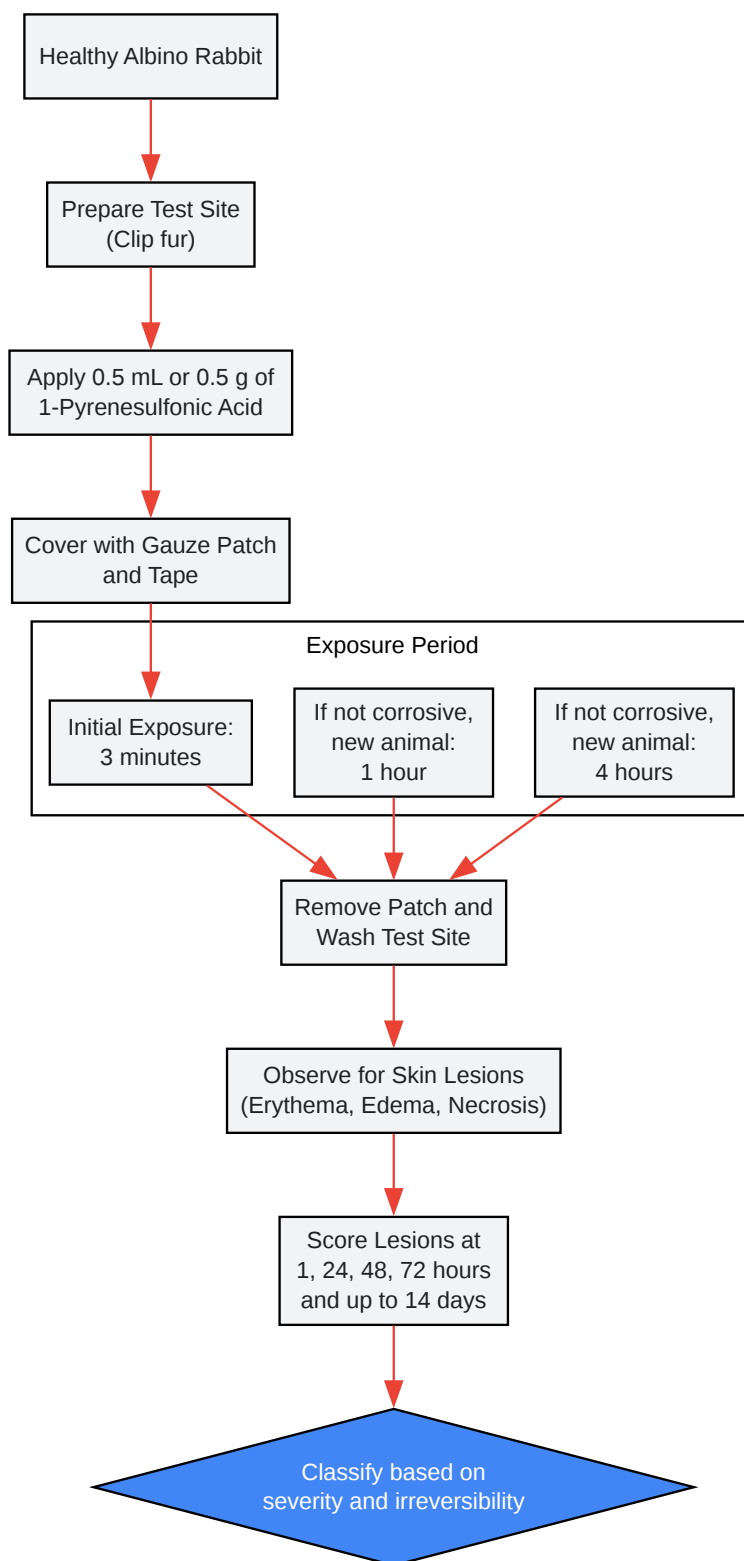 Healthy Albino Rabbit
Prepare Test Site
(Clip fur)
Apply 0.5 mL or 0.5 g of
1-Pyrenesulfonic Acid
Cover with Gauze Patch
and Tape
Exposure Period
Initial Exposure:
3 minutes
If not corrosive,
new animal:
1 hour
If not corrosive,
new animal:
4 hours
Remove Patch and
Wash Test Site
Observe for Skin Lesions
(Erythema, Edema, Necrosis)
Score Lesions at
1, 24, 48, 72 hours
and up to 14 days
Classify based on
severity and irreversibility